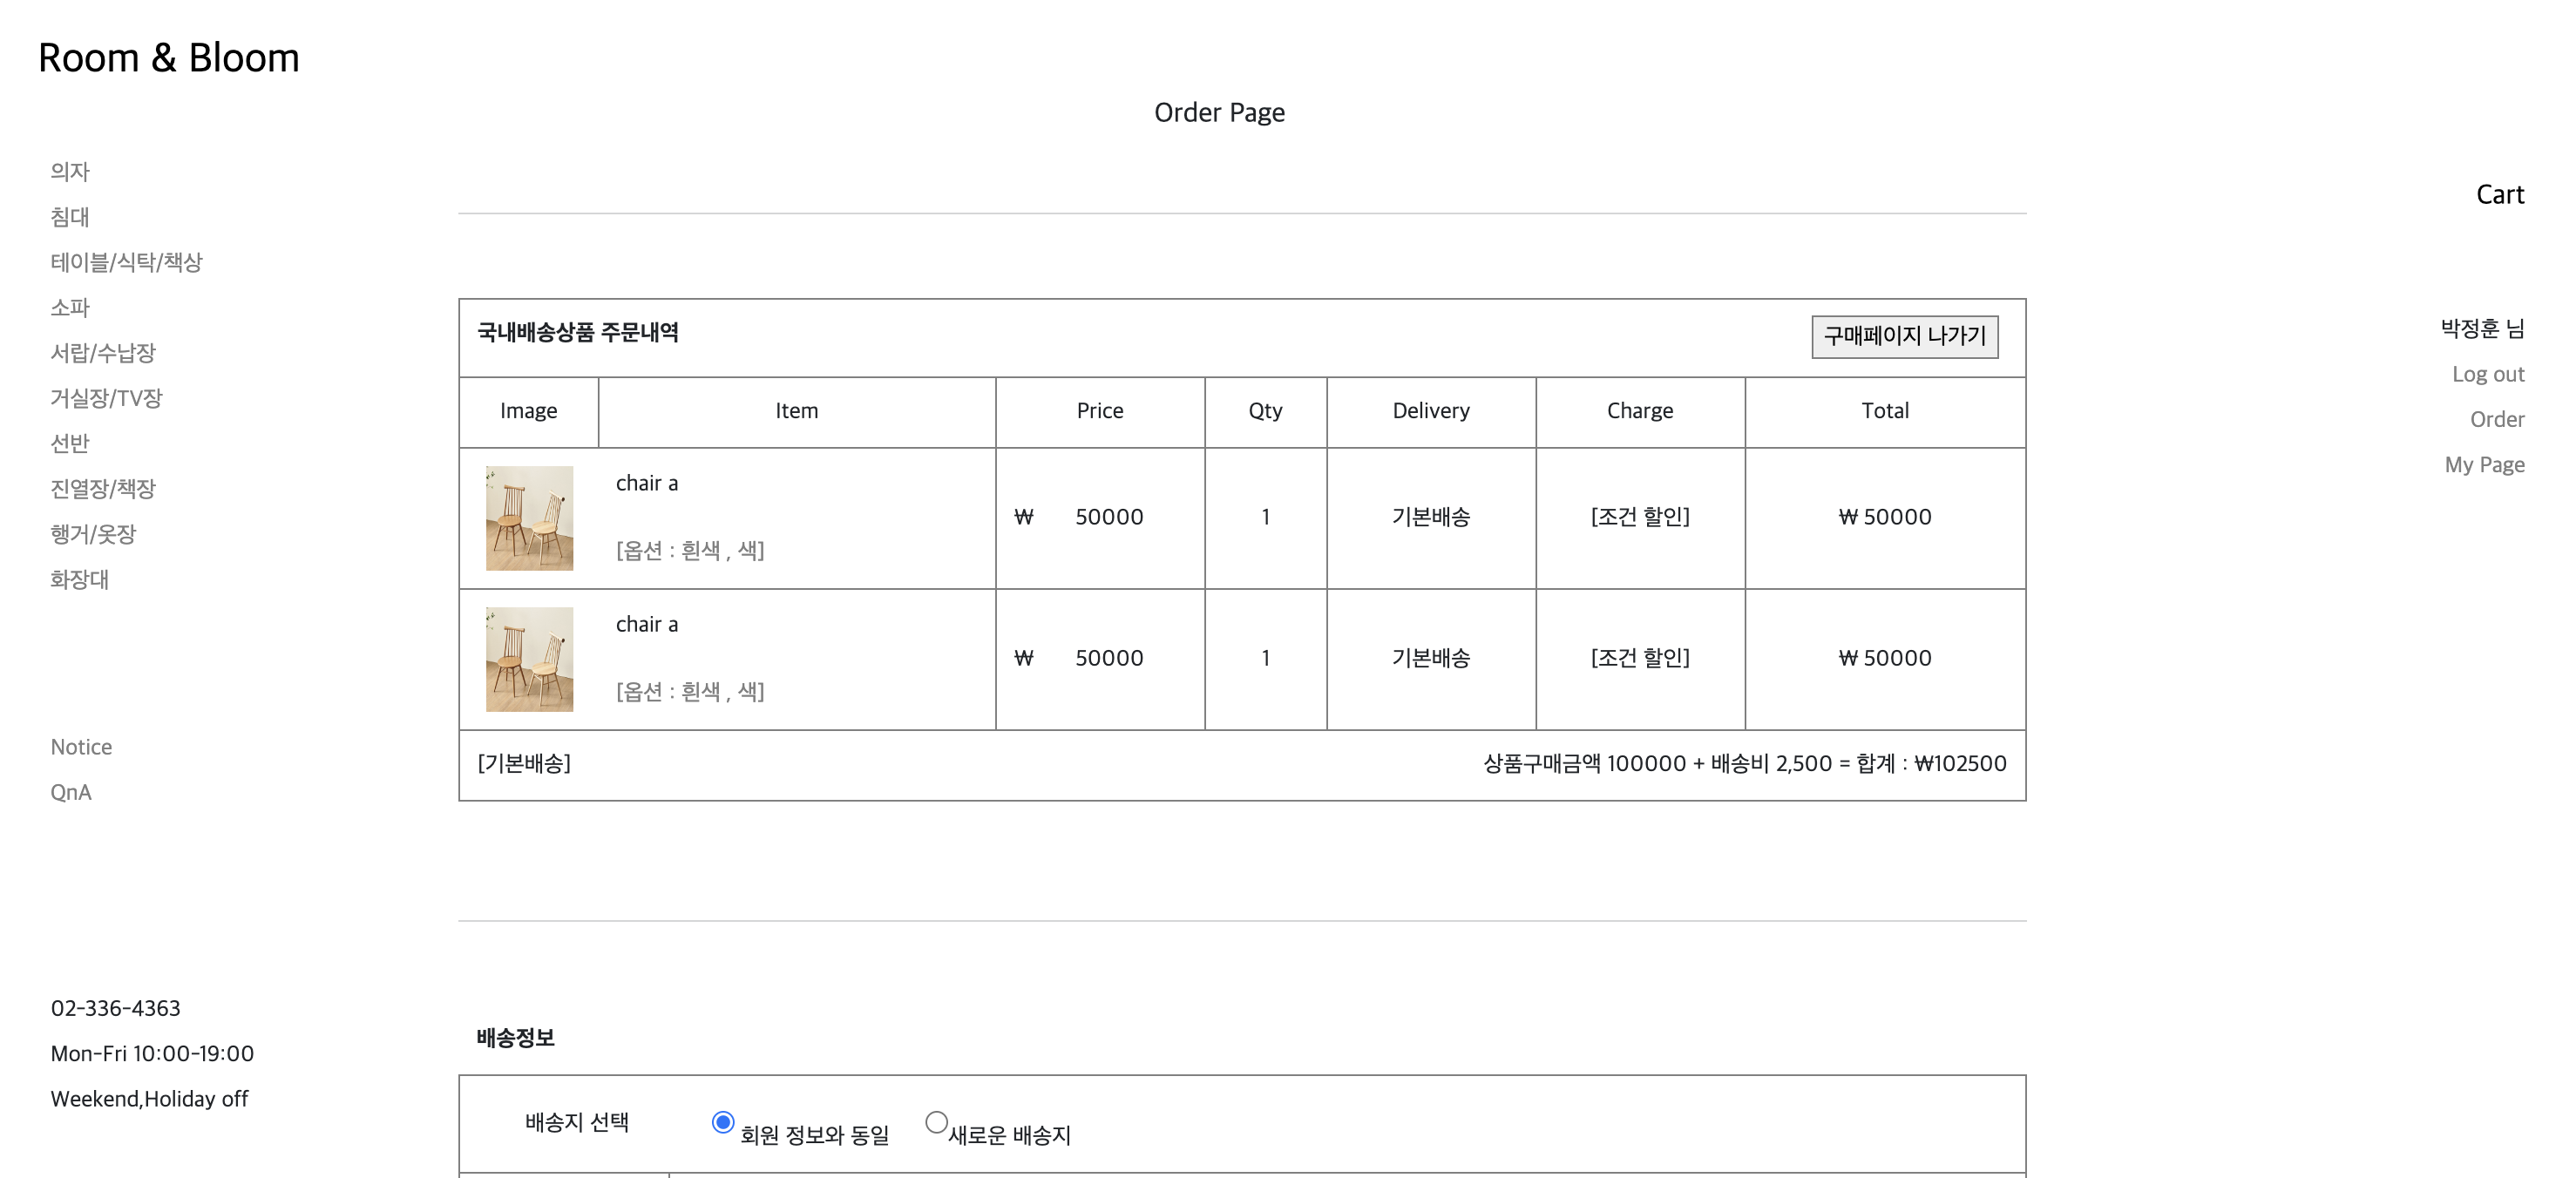 Room & Bloom
Order Page
의자
침대
테이블/식탁/책상
소파
서랍/수납장
거실장/TV장
선반
진열장/책장
행거/옷장
화장대
Notice
QnA
02-336-4363
Mon-Fri 10:00-19:00
Weekend,Holiday off
Cart
박정훈 님
Log out
Order
My Page
국내배송상품 주문내역 구매페이지 나가기
Image Item Price Qty Delivery Charge Total
chair a
[옵션 : 흰색 , 색]
₩ 50000 1 기본배송 [조건 할인] ₩ 50000
chair a
[옵션 : 흰색 , 색]
₩ 50000 1 기본배송 [조건 할인] ₩ 50000
[기본배송] 상품구매금액 100000 + 배송비 2,500 = 합계 : ₩102500
배송정보
배송지 선택 회원 정보와 동일 새로운 배송지